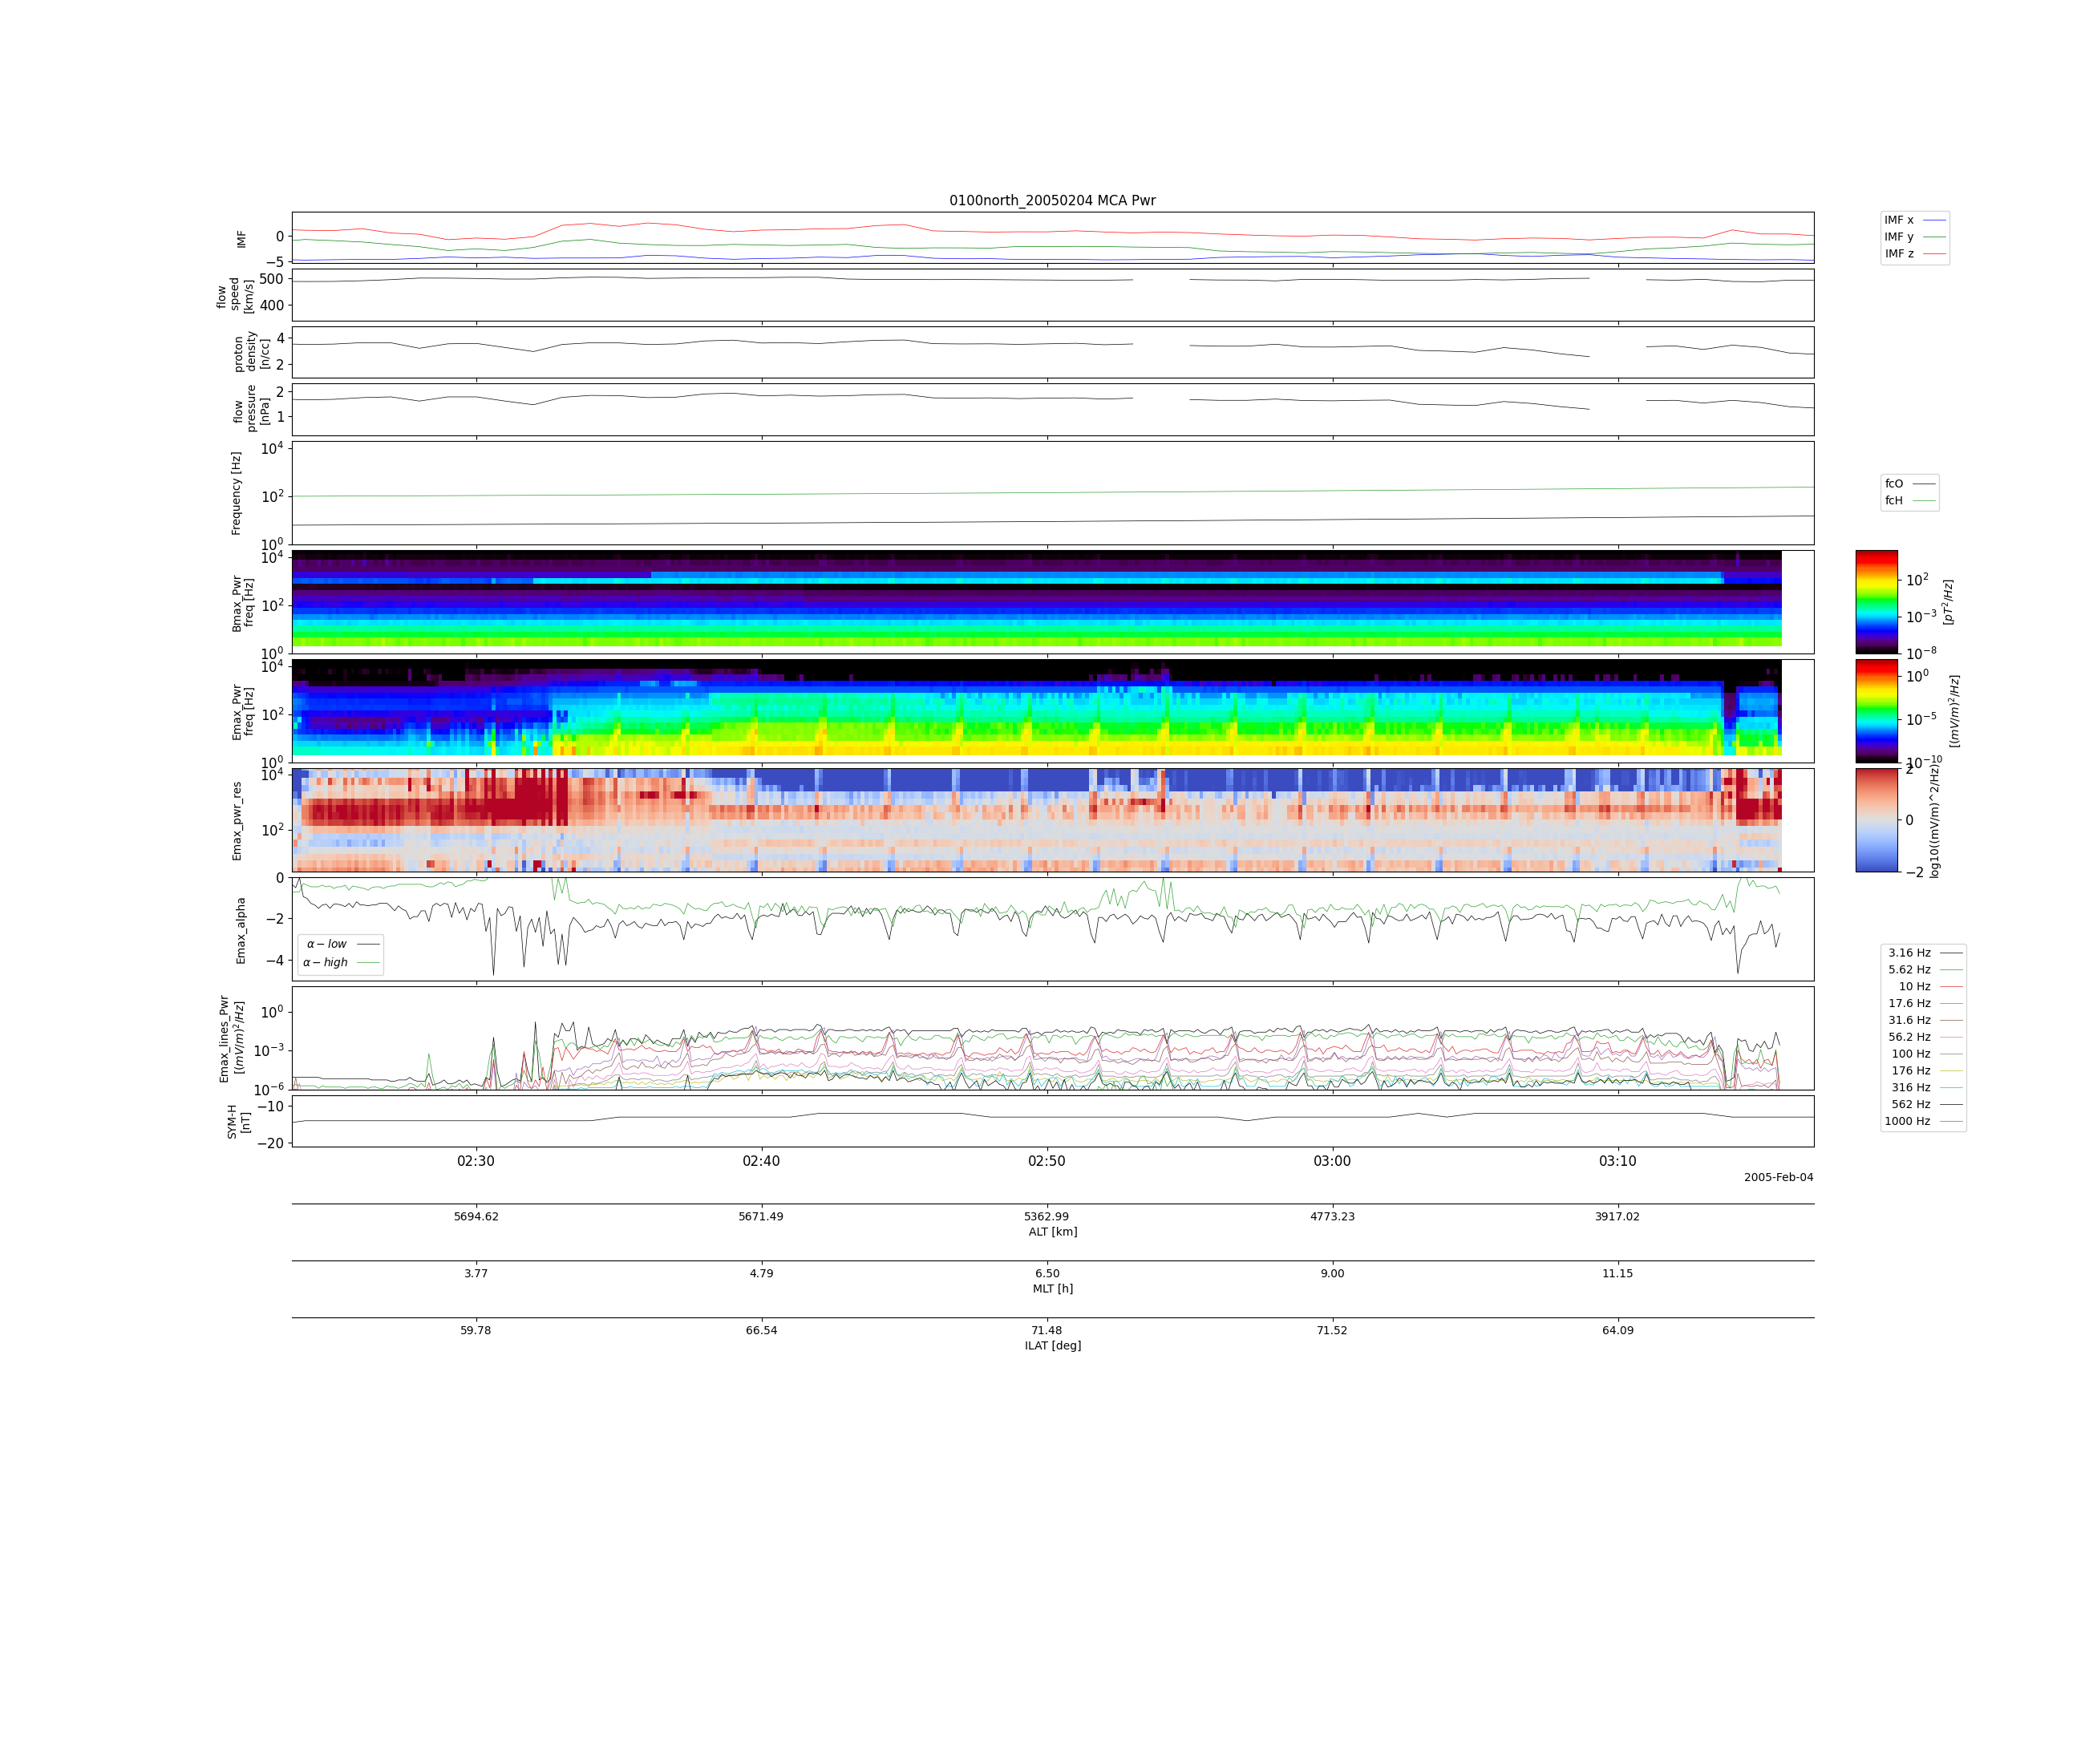 0100north_20050204 MCA Pwr
IMF
0
−5
IMF x
IMF y
IMF z
flow
speed
[km/s]
500
400
proton
density
[n/cc]
4
2
flow
pressure
[nPa]
2
1
Frequency [Hz]
10^4
10^2
10^0
fcO
fcH
Bmax_Pwr
freq [Hz]
10^4
10^2
10^0
10^2
10^−3
10^−8
[pT^2/Hz]
Emax_Pwr
freq [Hz]
10^4
10^2
10^0
10^0
10^−5
10^−10
[(mV/m)^2/Hz]
Emax_pwr_res
10^4
10^2
2
0
−2
log10((mV/m)^2/Hz)
Emax_alpha
0
−2
−4
α − low
α − high
Emax_lines_Pwr
[(mV/m)^2/Hz]
10^0
10^−3
10^−6
3.16 Hz
5.62 Hz
10 Hz
17.6 Hz
31.6 Hz
56.2 Hz
100 Hz
176 Hz
316 Hz
562 Hz
1000 Hz
SYM-H
[nT]
−10
−20
02:30 02:40 02:50 03:00 03:10
2005-Feb-04
5694.62 5671.49 5362.99 4773.23 3917.02
ALT [km]
3.77 4.79 6.50 9.00 11.15
MLT [h]
59.78 66.54 71.48 71.52 64.09
ILAT [deg]